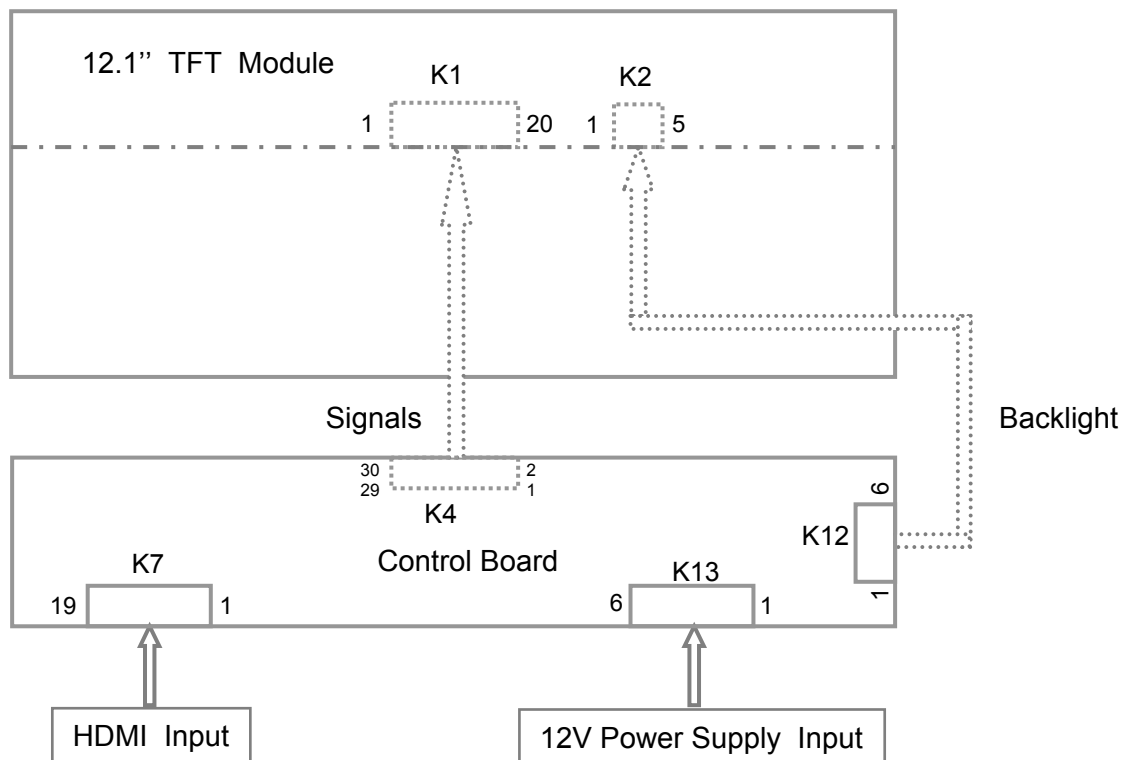 12.1’’ TFT Module
K1
K2
1
20
1
5
Signals
Backlight
30
2
29
1
K4
6
K12
1
Control Board
K7
K13
19
1
6
1
HDMI Input
12V Power Supply Input